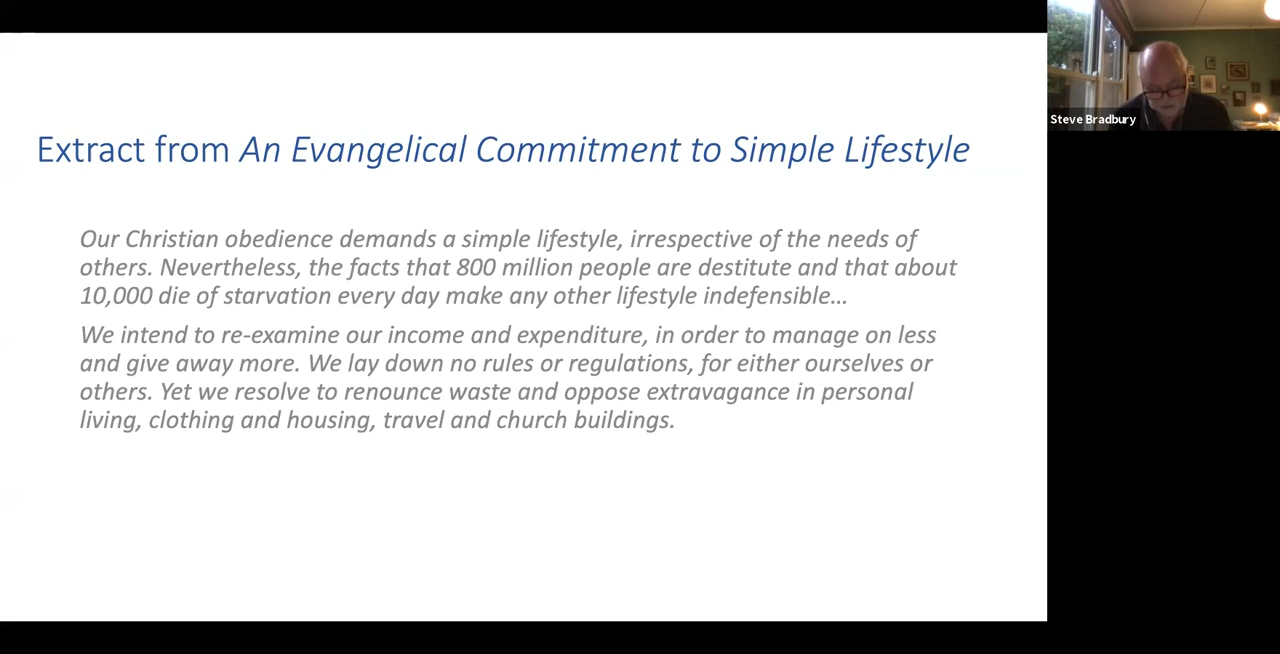 Extract from An Evangelical Commitment to Simple Lifestyle
Our Christian obedience demands a simple lifestyle, irrespective of the needs of
others. Nevertheless, the facts that 800 million people are destitute and that about
10,000 die of starvation every day make any other lifestyle indefensible…
We intend to re-examine our income and expenditure, in order to manage on less
and give away more. We lay down no rules or regulations, for either ourselves or
others. Yet we resolve to renounce waste and oppose extravagance in personal
living, clothing and housing, travel and church buildings.
Steve Bradbury